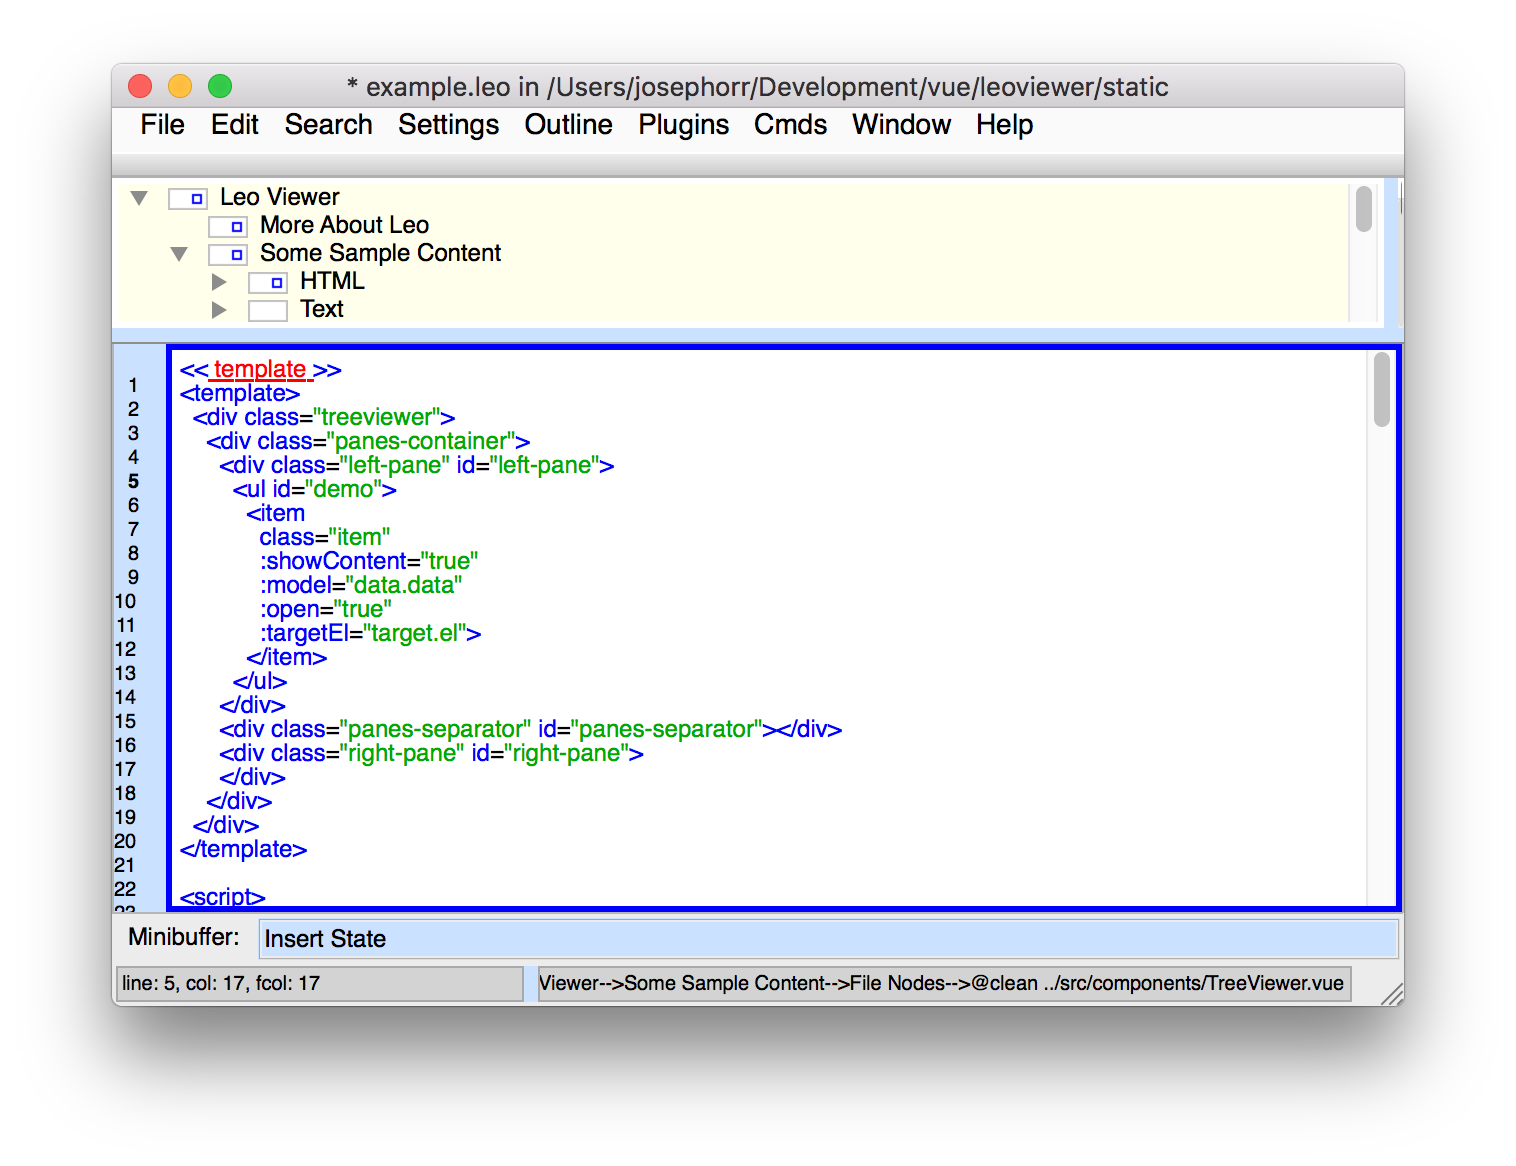 * example.leo in /Users/josephorr/Development/vue/leoviewer/static
File Edit Search Settings Outline Plugins Cmds Window Help
Leo Viewer
More About Leo
Some Sample Content
HTML
Text
<< template >>
1 <template>
2 <div class="treeviewer">
3 <div class="panes-container">
4 <div class="left-pane" id="left-pane">
5 <ul id="demo">
6 <item
7 class="item"
8 :showContent="true"
9 :model="data.data"
10 :open="true"
11 :targetEl="target.el">
12 </item>
13 </ul>
14 </div>
15 <div class="panes-separator" id="panes-separator"></div>
16 <div class="right-pane" id="right-pane">
17 </div>
18 </div>
19 </div>
20 </template>
21
22 <script>
Minibuffer: Insert State
line: 5, col: 17, fcol: 17 Viewer-->Some Sample Content-->File Nodes-->@clean ../src/components/TreeViewer.vue